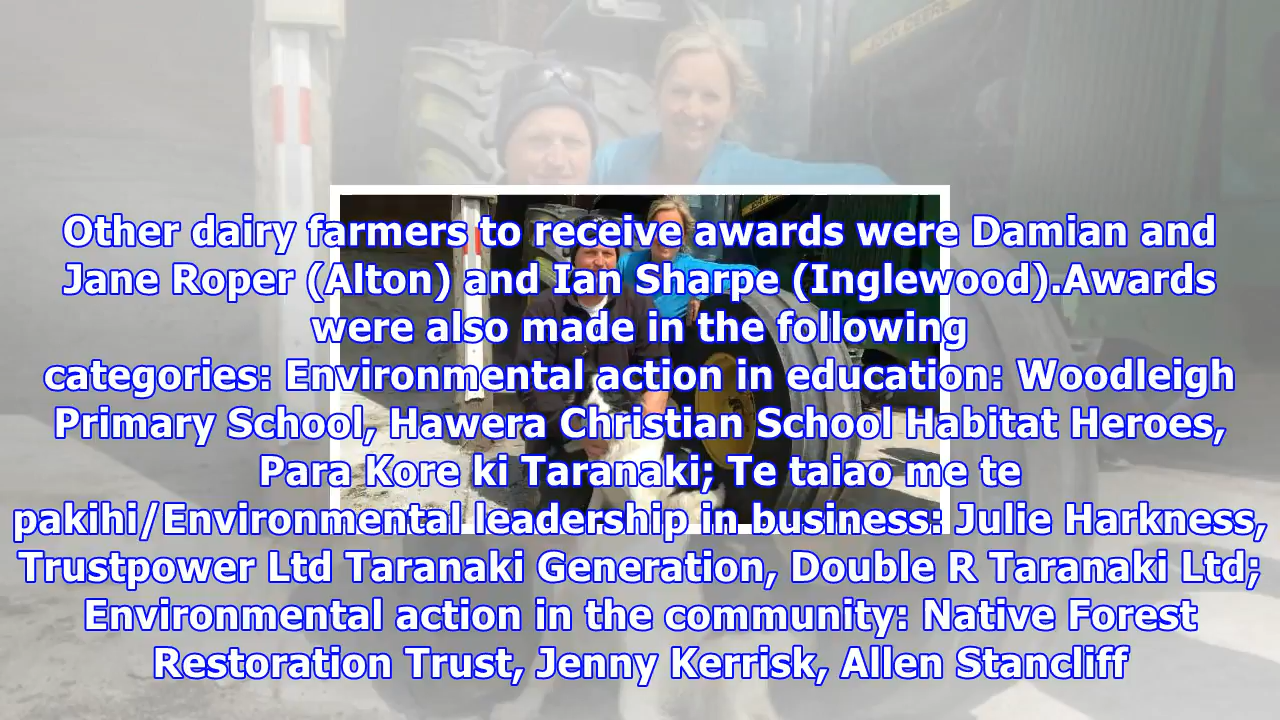 JOHN DEERE
Other dairy farmers to receive awards were Damian and
Jane Roper (Alton) and Ian Sharpe (Inglewood).Awards
were also made in the following
categories: Environmental action in education: Woodleigh
Primary School, Hawera Christian School Habitat Heroes,
Para Kore ki Taranaki; Te taiao me te
pakihi/Environmental leadership in business: Julie Harkness,
Trustpower Ltd Taranaki Generation, Double R Taranaki Ltd;
Environmental action in the community: Native Forest
Restoration Trust, Jenny Kerrisk, Allen Stancliff